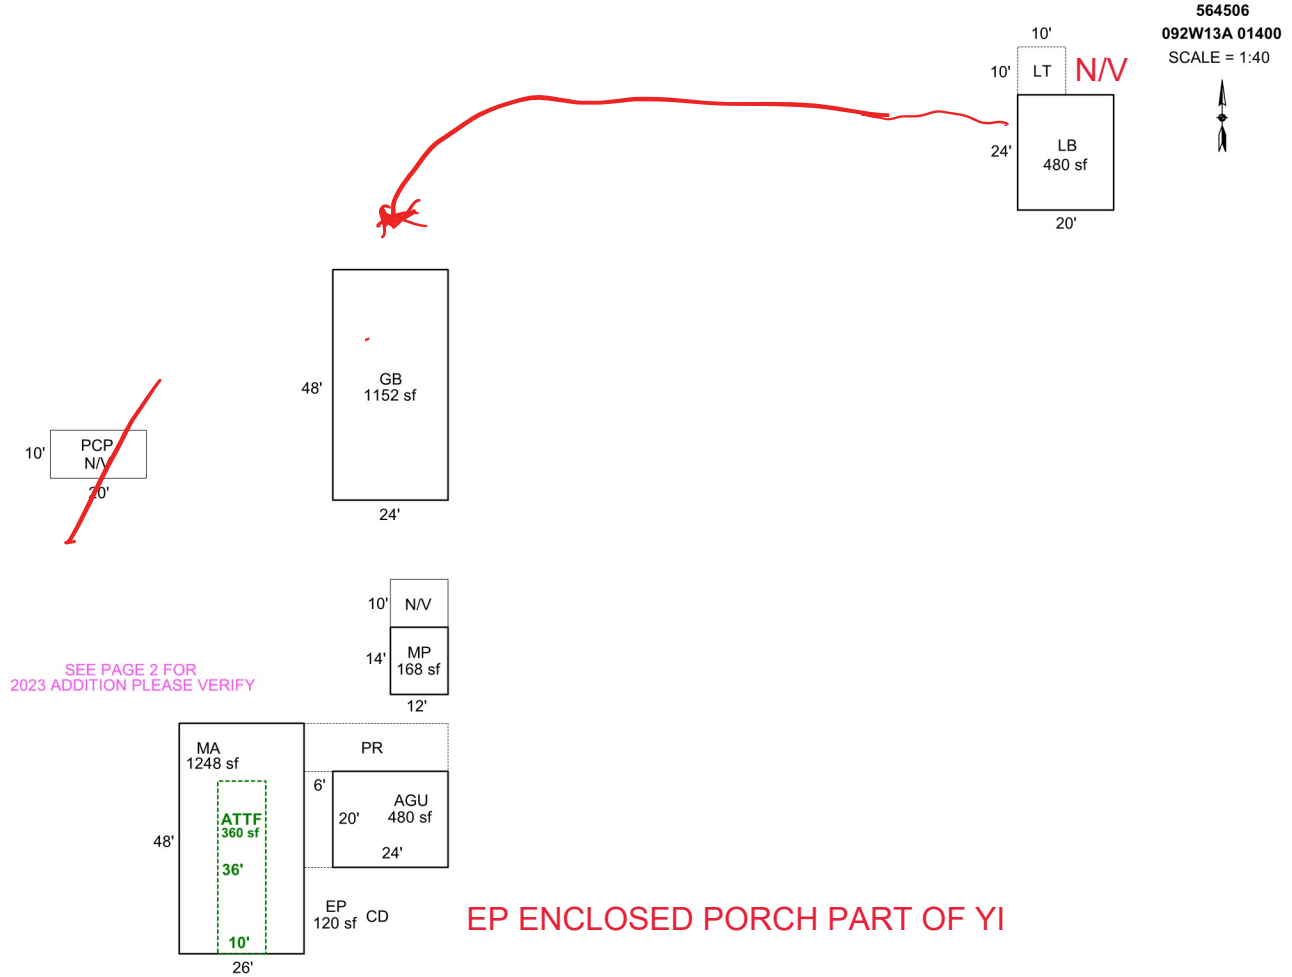 564506
092W13A 01400
SCALE = 1:40
10'
10'
LT
N/V
24'
LB
480 sf
20'
48'
GB
1152 sf
24'
10'
PCP
N/V
20'
10'
N/V
14'
MP
168 sf
12'
SEE PAGE 2 FOR
2023 ADDITION PLEASE VERIFY
MA
1248 sf
PR
6'
20'
AGU
480 sf
24'
48'
ATTF
360 sf
36'
10'
26'
EP
120 sf
CD
EP ENCLOSED PORCH PART OF YI